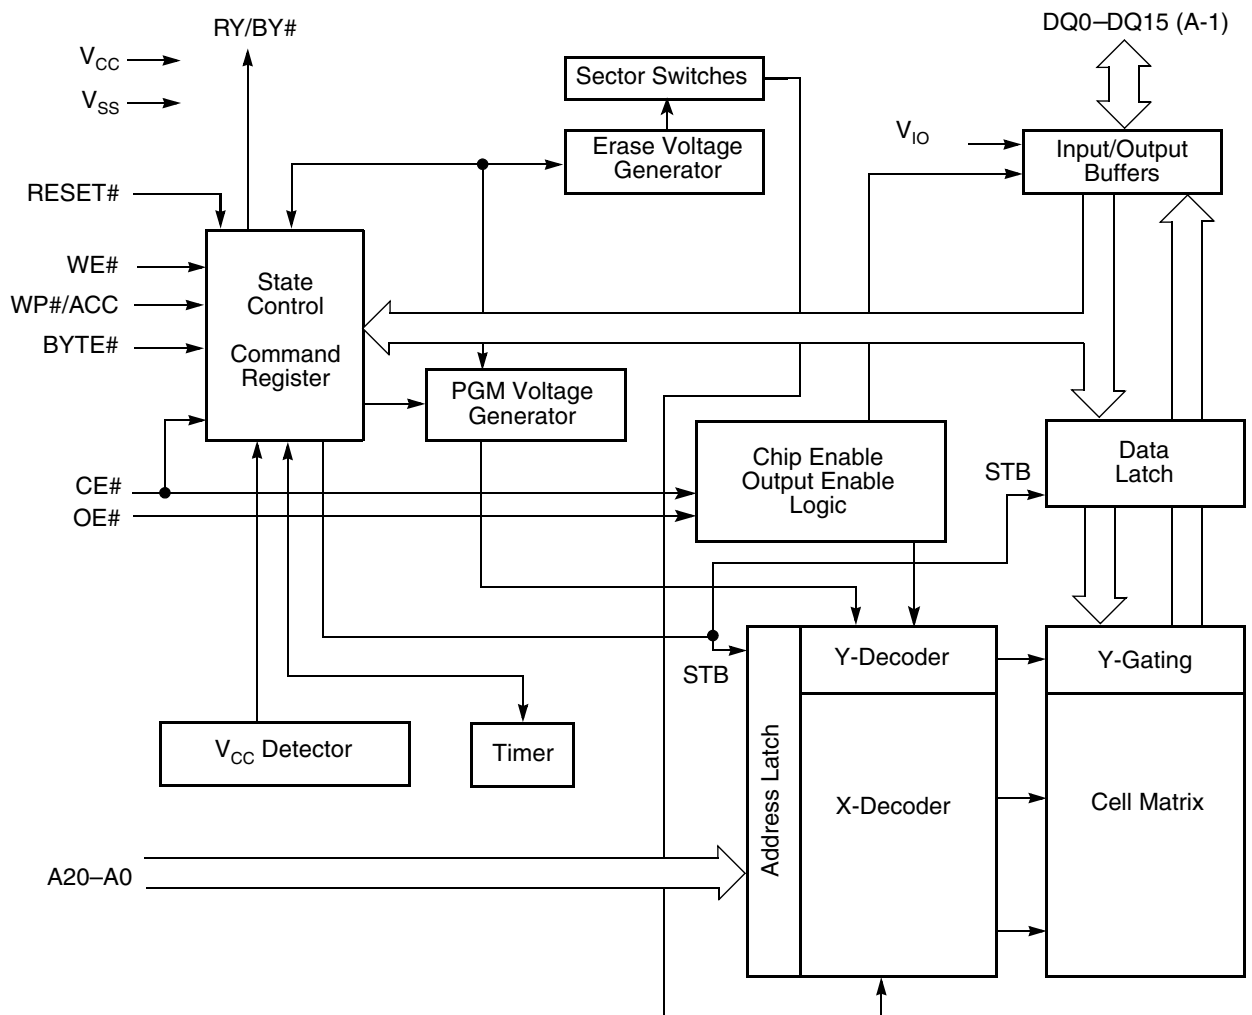 RY/BY#
DQ0–DQ15 (A-1)
VCC
VSS
Sector Switches
Erase Voltage
Generator
VIO
Input/Output
Buffers
RESET#
WE#
WP#/ACC
BYTE#
State
Control
Command
Register
PGM Voltage
Generator
CE#
OE#
Chip Enable
Output Enable
Logic
STB
Data
Latch
STB
Y-Decoder
Y-Gating
VCC Detector
Timer
Address Latch
X-Decoder
Cell Matrix
A20–A0